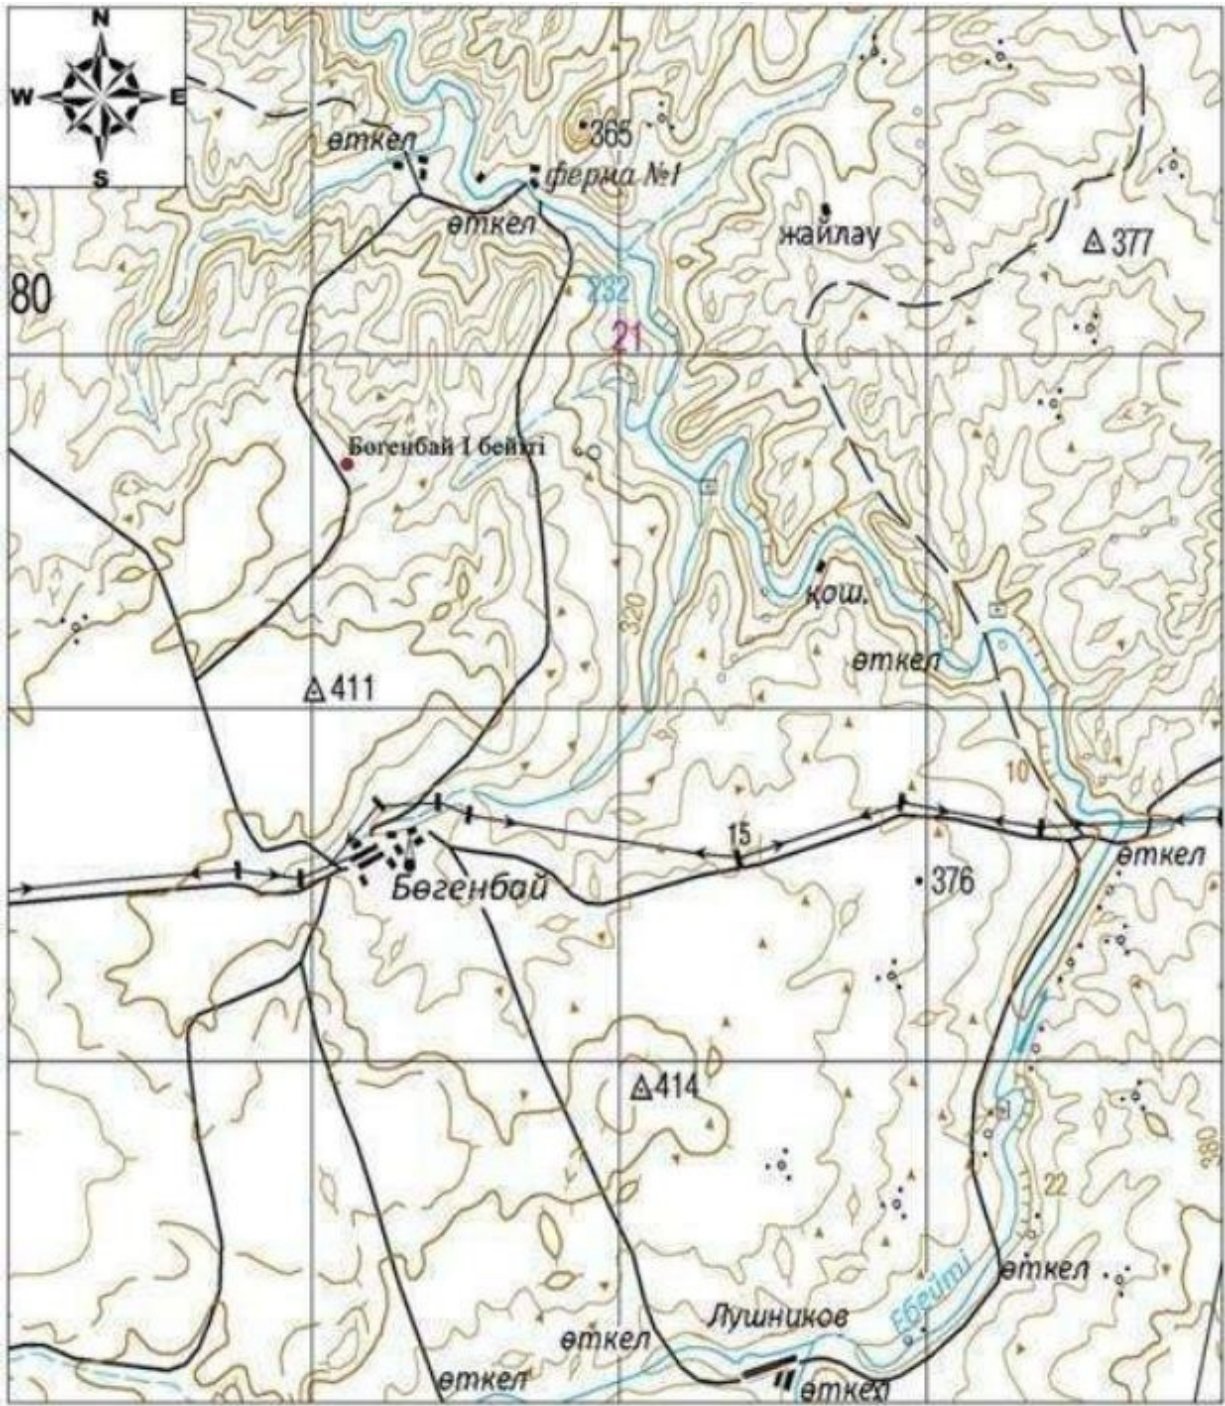 N
W E
S
өткел
365
ферма №1
өткел
жайлау
377
80
232
21
Бөгенбай I бейіті
320
қош.
өткел
411
10
15
өткел
Бөгенбай
376
414
380
22
өткел
Ебейті
Лушников
өткел
өткел
өткел